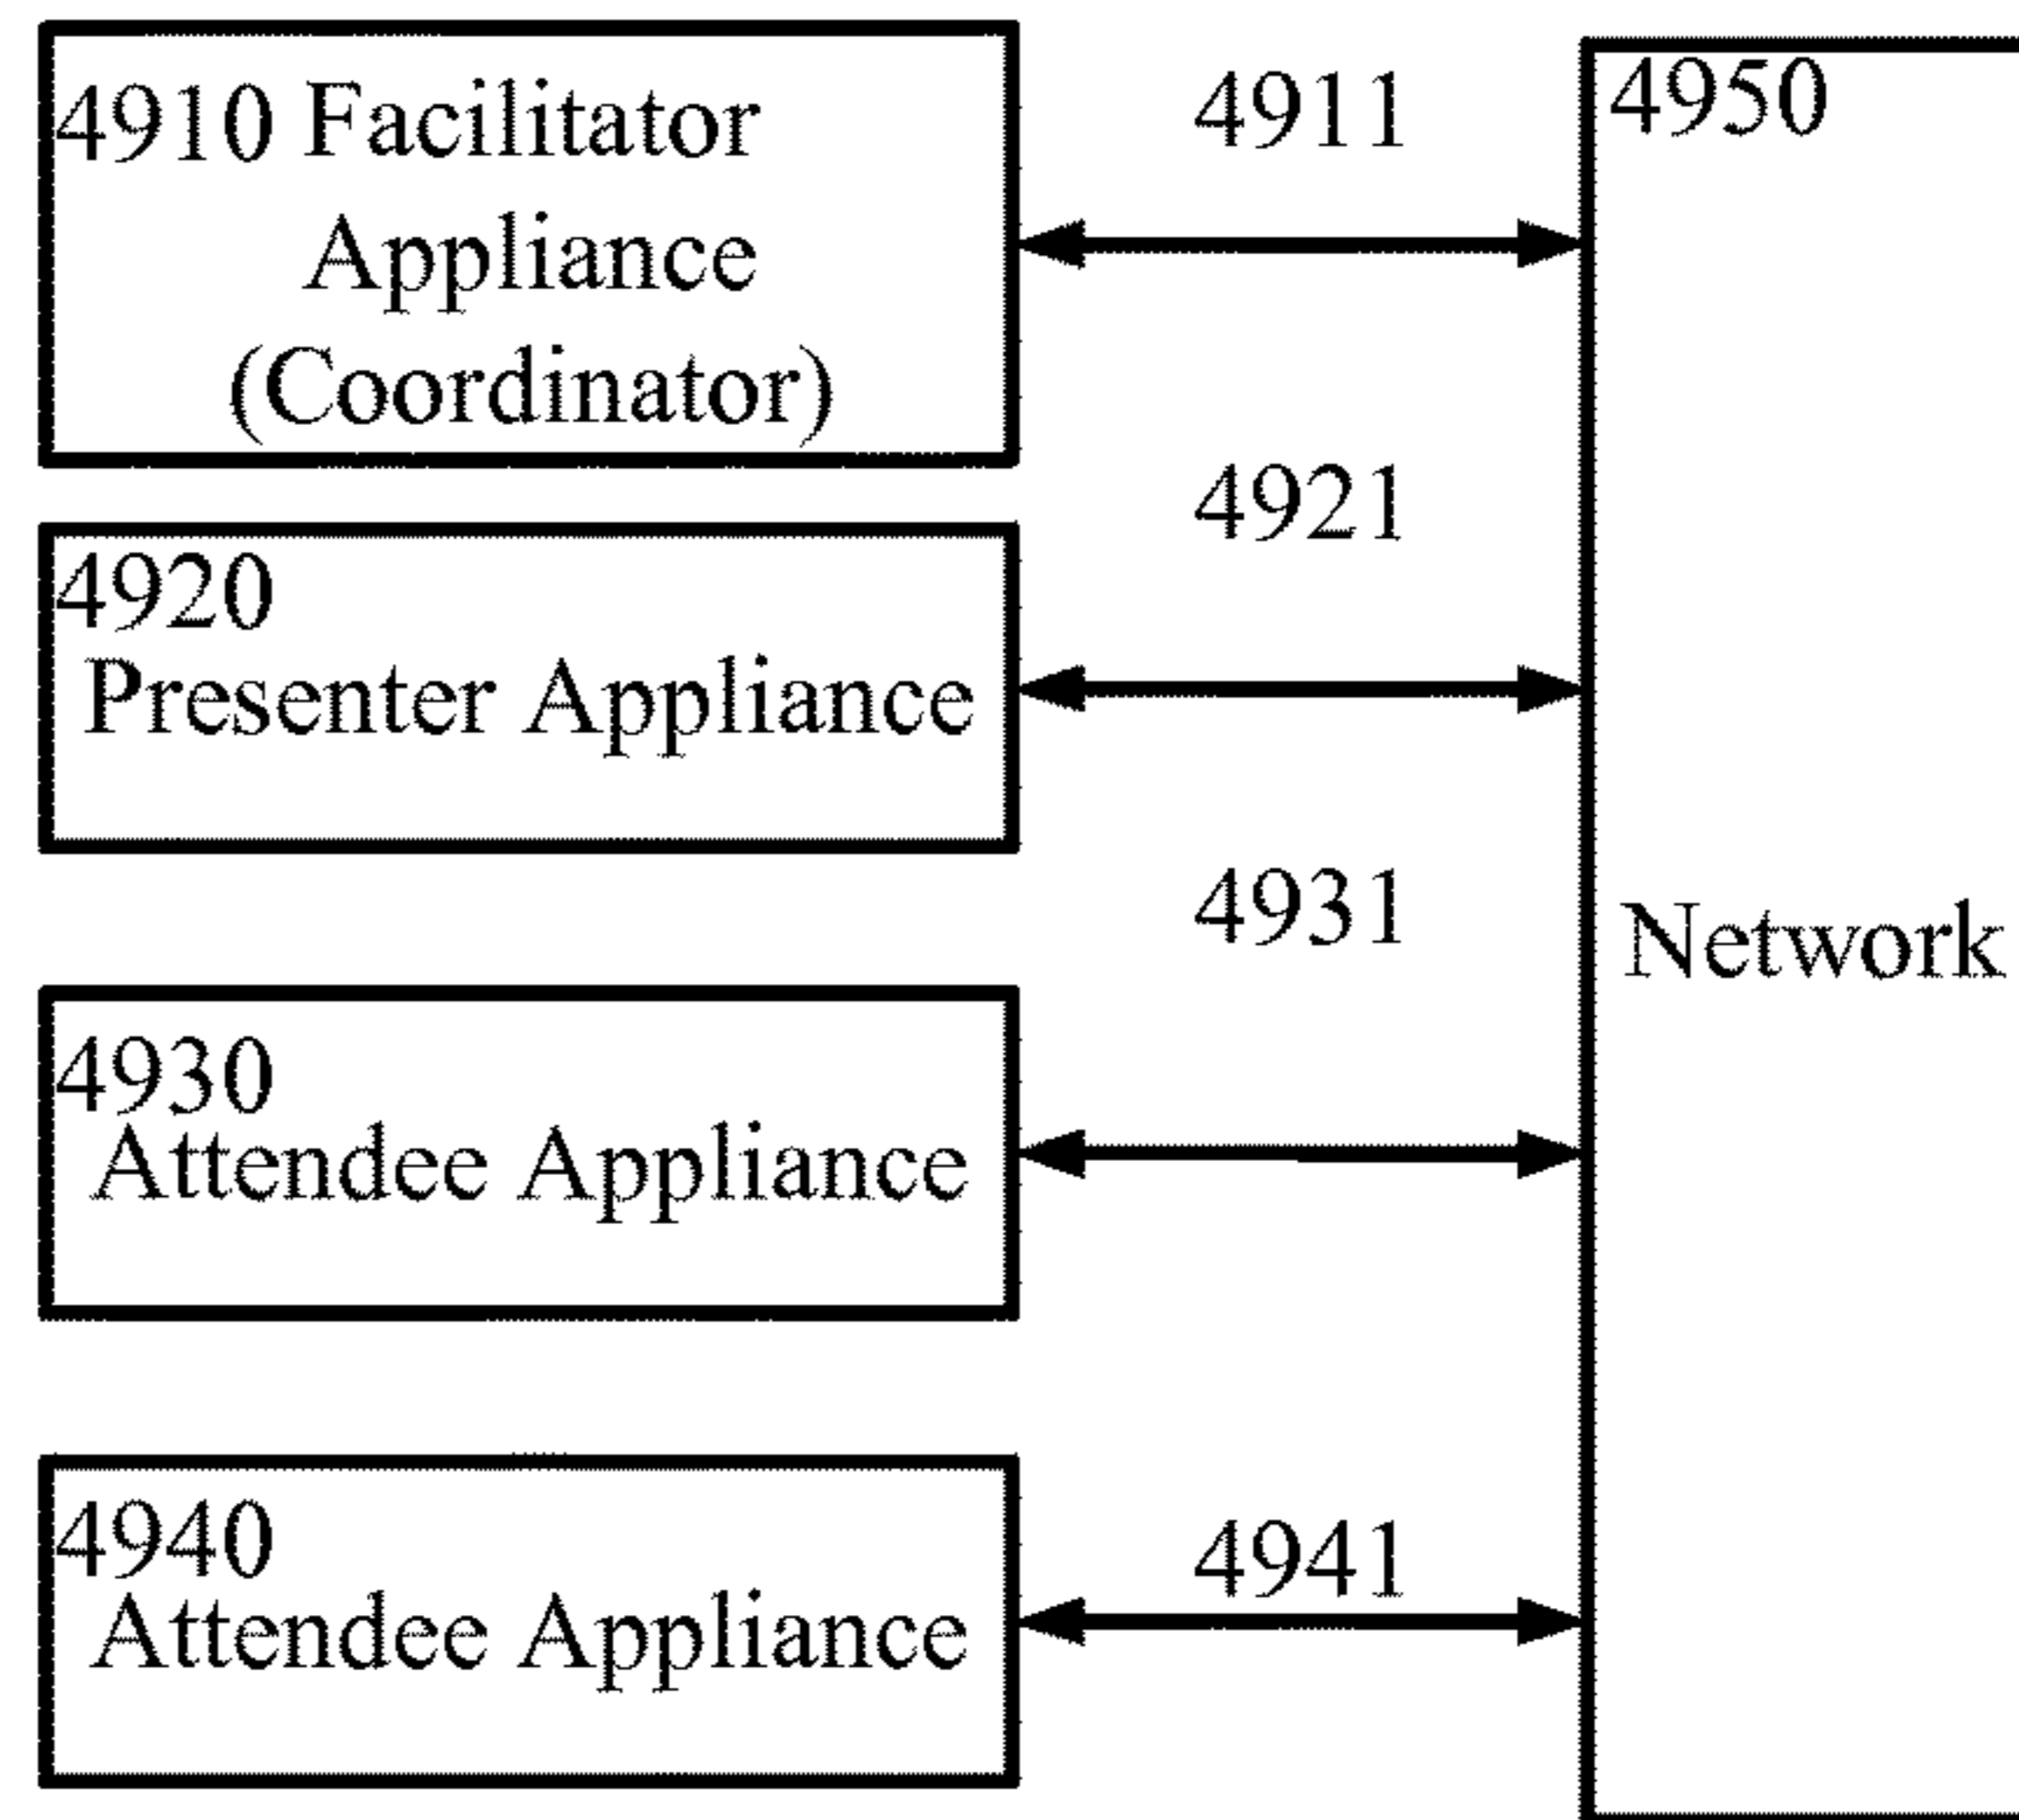 4910 Facilitator
Appliance
(Coordinator)
4911
4950
4921
4920
Presenter Appliance
4931
Network
4930
Attendee Appliance
4940
Attendee Appliance
4941